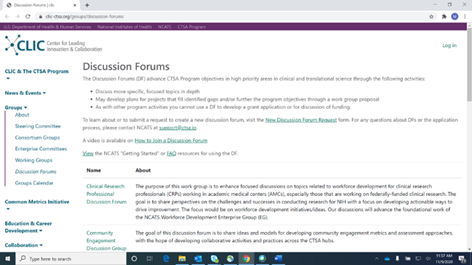 Discussion Forums | clic
clic-ctsa.org/groups/discussion-forums
U.S. Department of Health & Human Services National Institutes of Health NCATS CTSA Program
CLIC Center for Leading
Innovation & Collaboration
Log in
CLIC & The CTSA Program
News & Events
Groups
About
Steering Committee
Consortium Groups
Enterprise Committees
Working Groups
Discussion Forums
Groups Calendar
Common Metrics Initiative
Education & Career
Development
Collaboration
Discussion Forums
The Discussion Forums (DF) advance CTSA Program objectives in high priority areas in clinical and translational science through the following activities:
Discuss more specific, focused topics in depth
May develop plans for projects that fill identified gaps and/or further the program objectives through a work group proposal
As with other program activities you cannot use a DF to develop a grant application or for discussion of funding.
To learn about or to submit a request to create a new discussion forum, visit the New Discussion Forum Request form. For any questions about DFs or the application
process, please contact NCATS at support@ctsa.io
A video is available on How to Join a Discussion Forum
View the NCATS "Getting Started" or FAQ resources for using the DF.
Name About
Clinical Research
Professional
Discussion Forum
The purpose of this work group is to enhance focused discussions on topics related to workforce development for clinical research
professionals (CRPs) working in academic medical centers (AMCs), especially those that are working on federally-funded clinical research. The
goal is to share perspectives on the challenges and successes in conducting research for NIH with a focus on developing actionable ways to
drive improvement. The focus would be on workforce development initiatives/ideas. Our discussions will advance the foundational work of
the NCATS Workforce Development Enterprise Group (EG).
Community
Engagement
Discussion Group
The goal of this discussion forum is to share ideas and models for developing community engagement metrics and assessment approaches,
with the hope of developing collaborative activities and practices across the CTSA hubs.
Type here to search
11:57 AM
11/9/2020